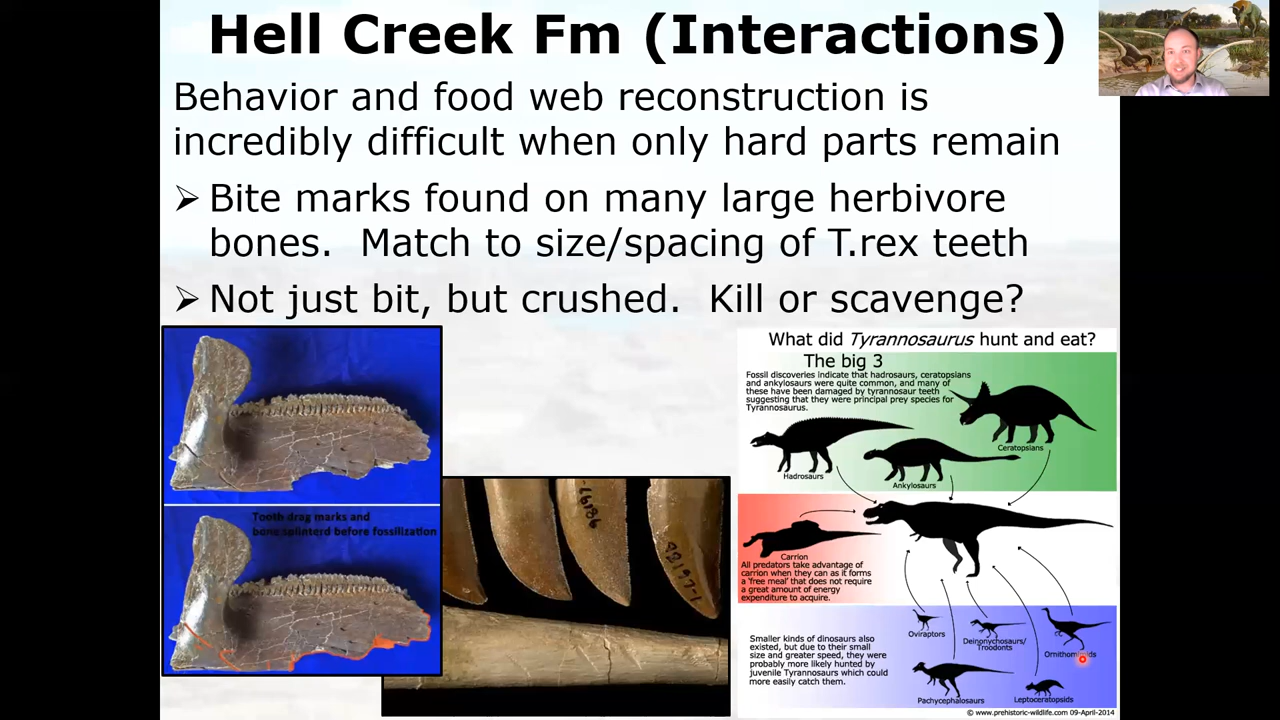 Hell Creek Fm (Interactions)
Behavior and food web reconstruction is
incredibly difficult when only hard parts remain
➢ Bite marks found on many large herbivore
bones.  Match to size/spacing of T.rex teeth
➢ Not just bit, but crushed.  Kill or scavenge?
Tooth drag marks and
bone splinterd before fossilization
What did Tyrannosaurus hunt and eat?
The big 3
Fossil discoveries indicate that hadrosaurs, ceratopsians
and ankylosaurs were quite common, and many of
these have been damaged by tyrannosaur teeth
suggesting that they were principal prey species for
Tyrannosaurus.
Hadrosaurs
Ankylosaurs
Ceratopsians
Carrion
All predators take advantage of
carrion when they can as it forms
a 'free meal' that does not require
a great amount of energy
expenditure to acquire.
Smaller kinds of dinosaurs also
existed, but due to their small
size and greater speed, they were
probably more likely hunted by
juvenile Tyrannosaurs which could
more easily catch them.
Oviraptors
Deinonychosaurs/
Troodonts
Ornithomimids
Pachycephalosaurs
Leptoceratopsids
© www.prehistoric-wildlife.com 09-April-2014